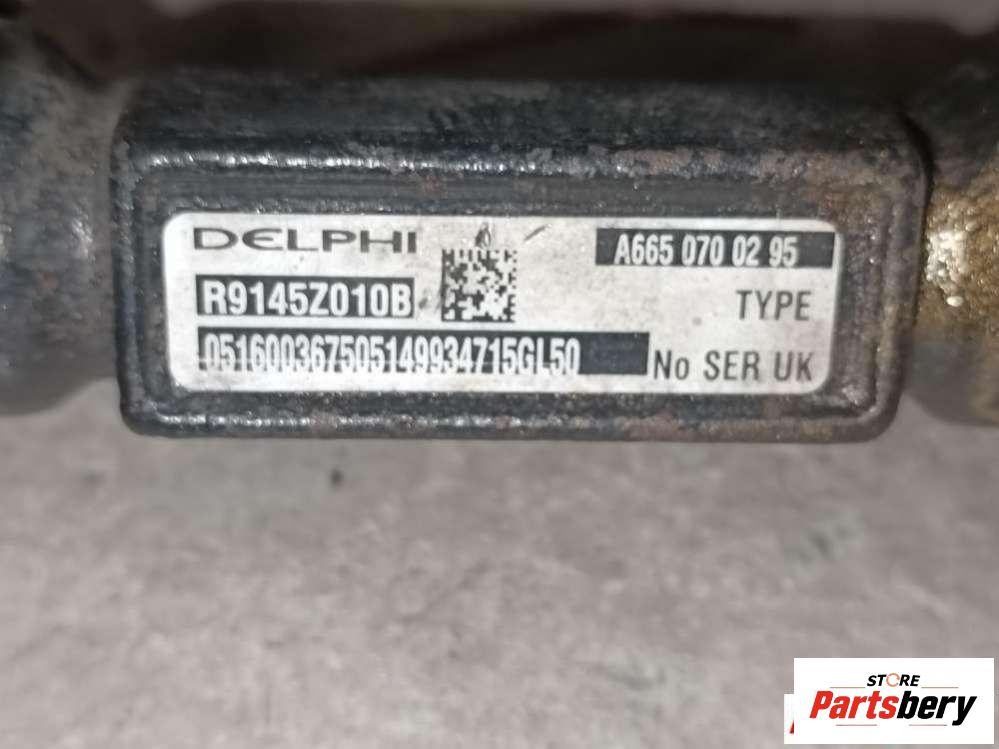 DELPHI
A665 070 02 95
R9145Z010B
TYPE
05160036750514993471 5GL50
No SER UK
STORE
Partsbery